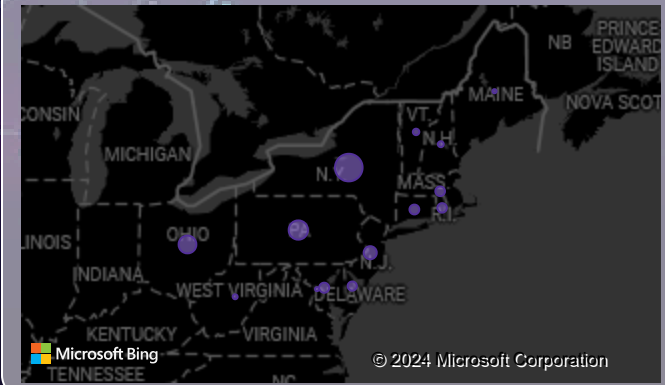 PRINCE
NB
EDWARD
ISLAND
MAINE
NOVA SCOT
CONSIN
VT.
N.H.
MICHIGAN
N.Y.
MASS.
R.I.
OHIO
PA
LINOIS
N.J.
INDIANA
WEST VIRGINIA
DELAWARE
KENTUCKY
VIRGINIA
Microsoft Bing
© 2024 Microsoft Corporation
TENNESSEE
NC